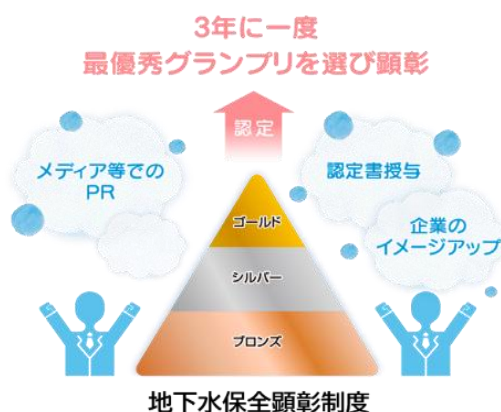 3年に一度
最優秀グランプリを選び顕彰
認定
メディア等での
PR
認定書授与
企業の
イメージアップ
ゴールド
シルバー
ブロンズ
地下水保全顕彰制度